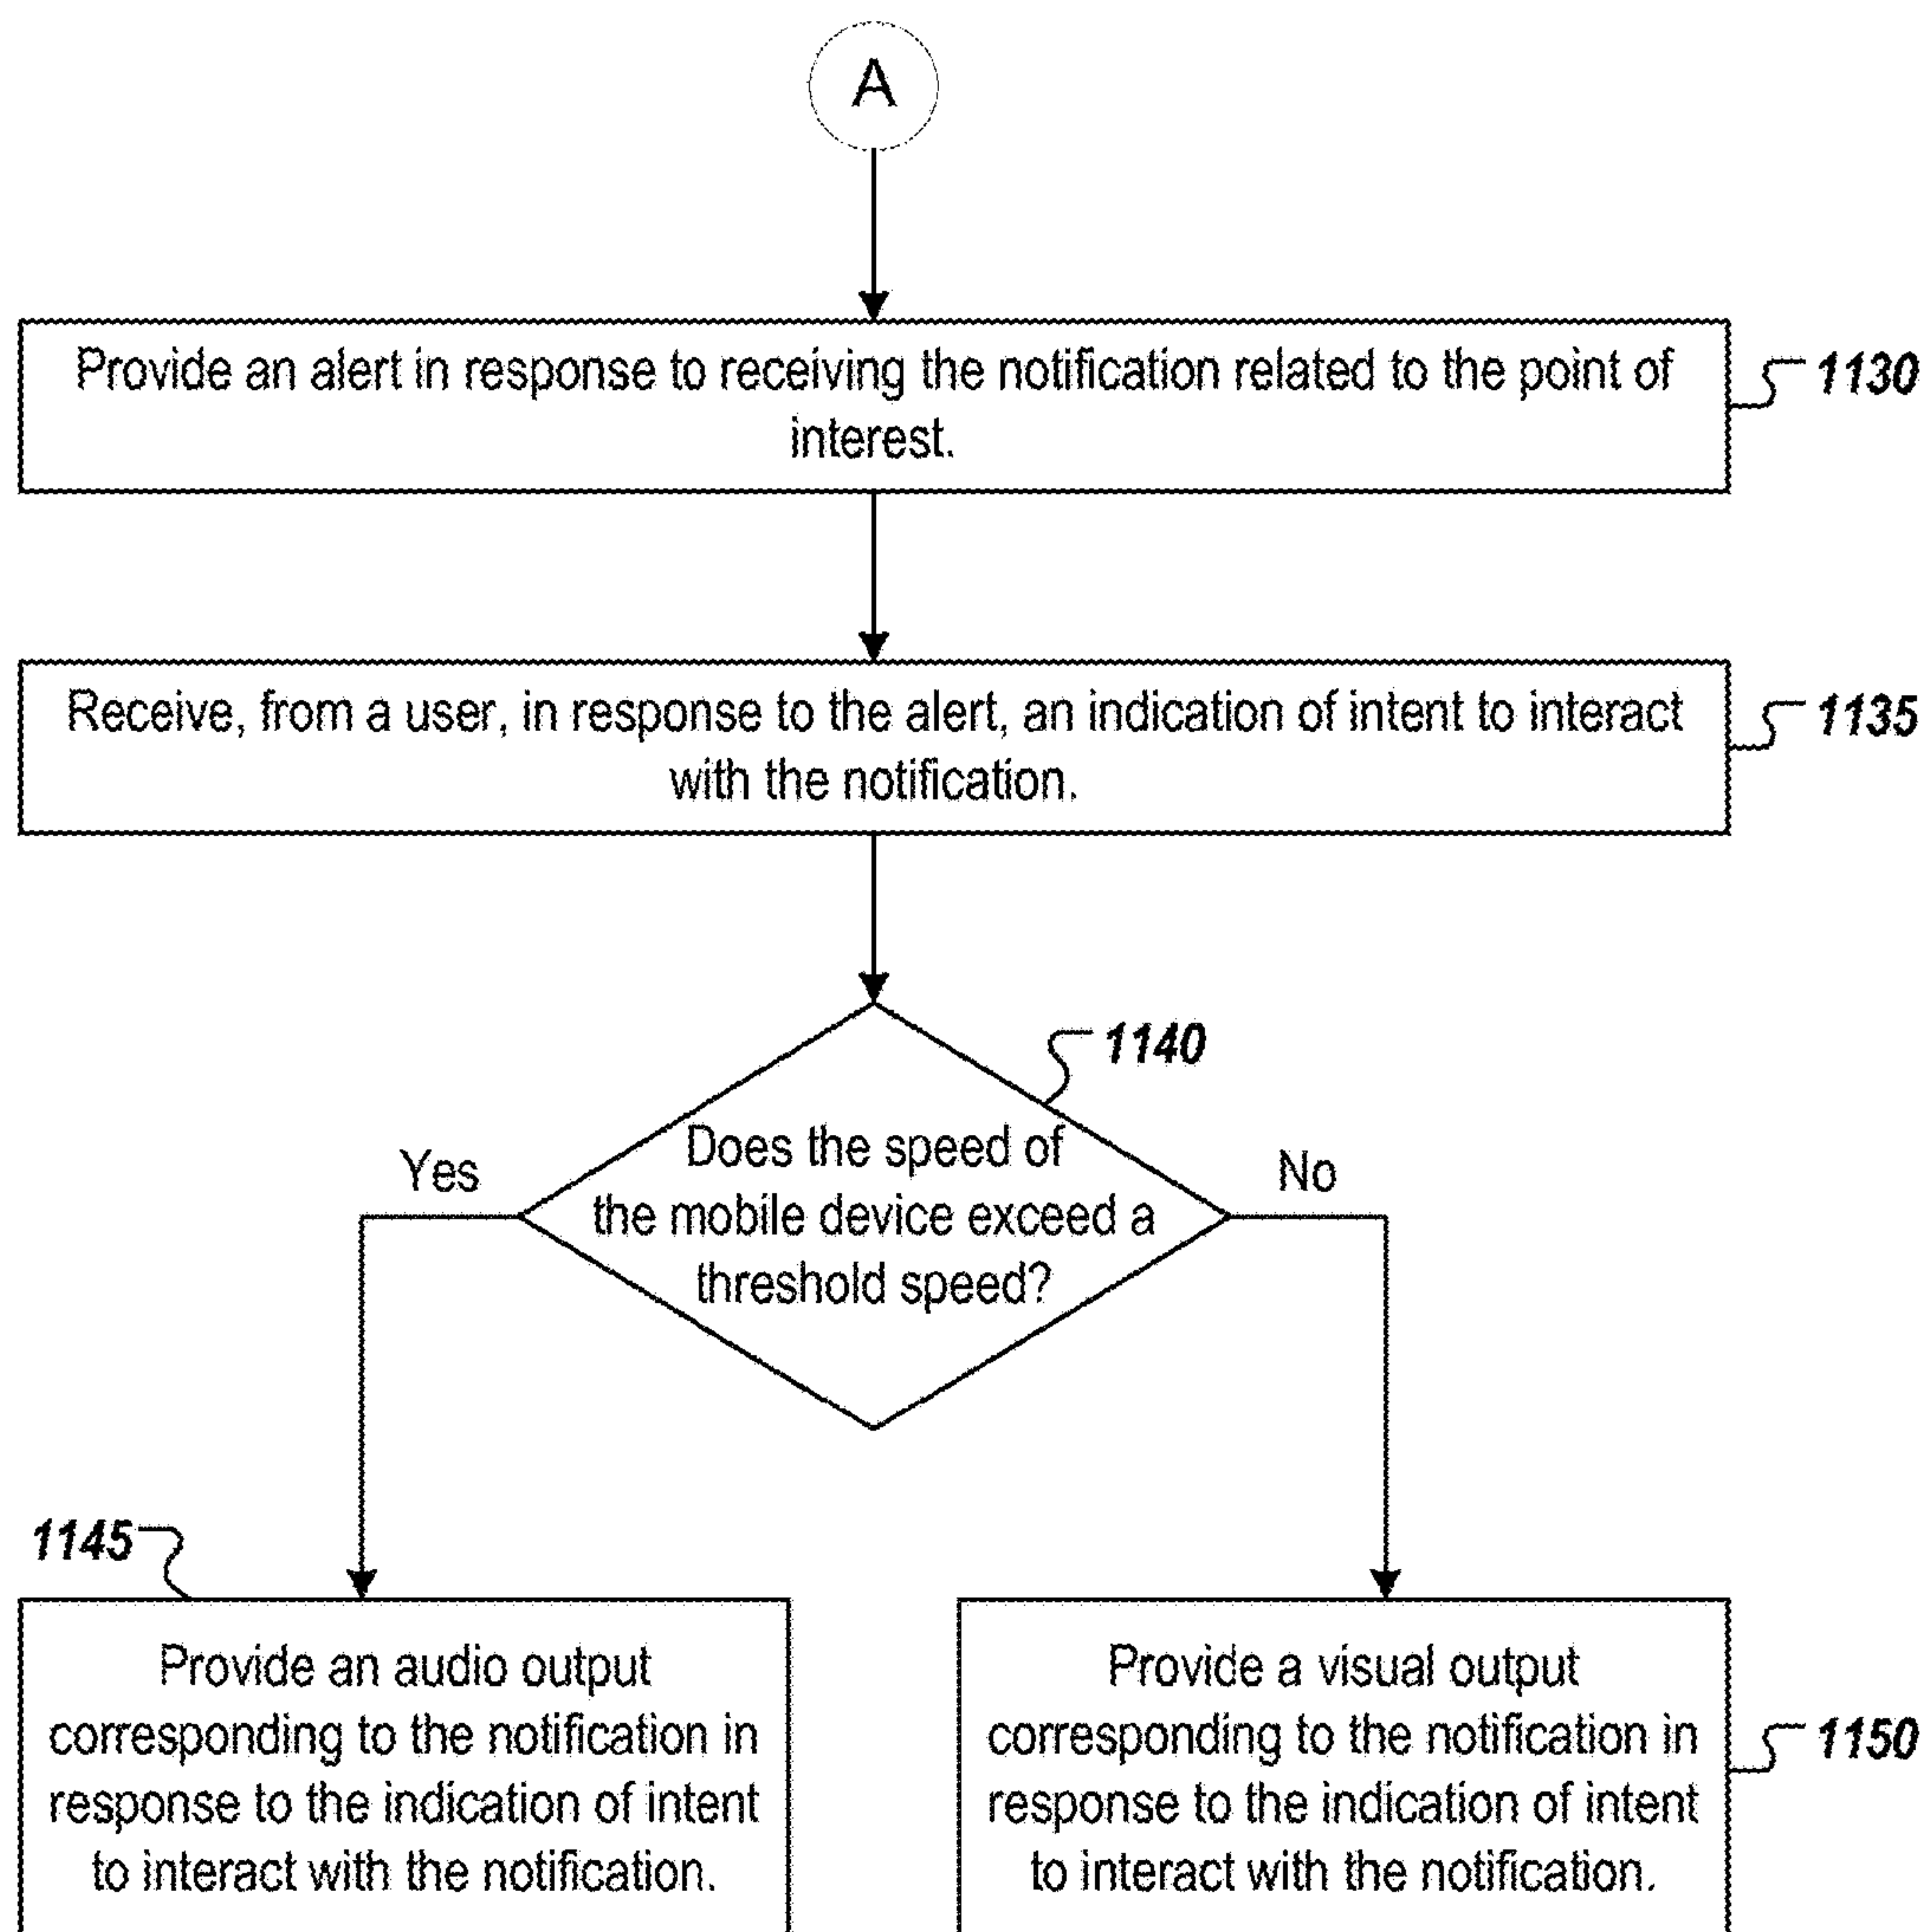 A
Provide an alert in response to receiving the notification related to the point of
interest.
1130
Receive, from a user, in response to the alert, an indication of intent to interact
with the notification.
1135
1140
Does the speed of
the mobile device exceed a
threshold speed?
Yes
No
1145
Provide an audio output
corresponding to the notification in
response to the indication of intent
to interact with the notification.
Provide a visual output
corresponding to the notification in
response to the indication of intent
to interact with the notification.
1150